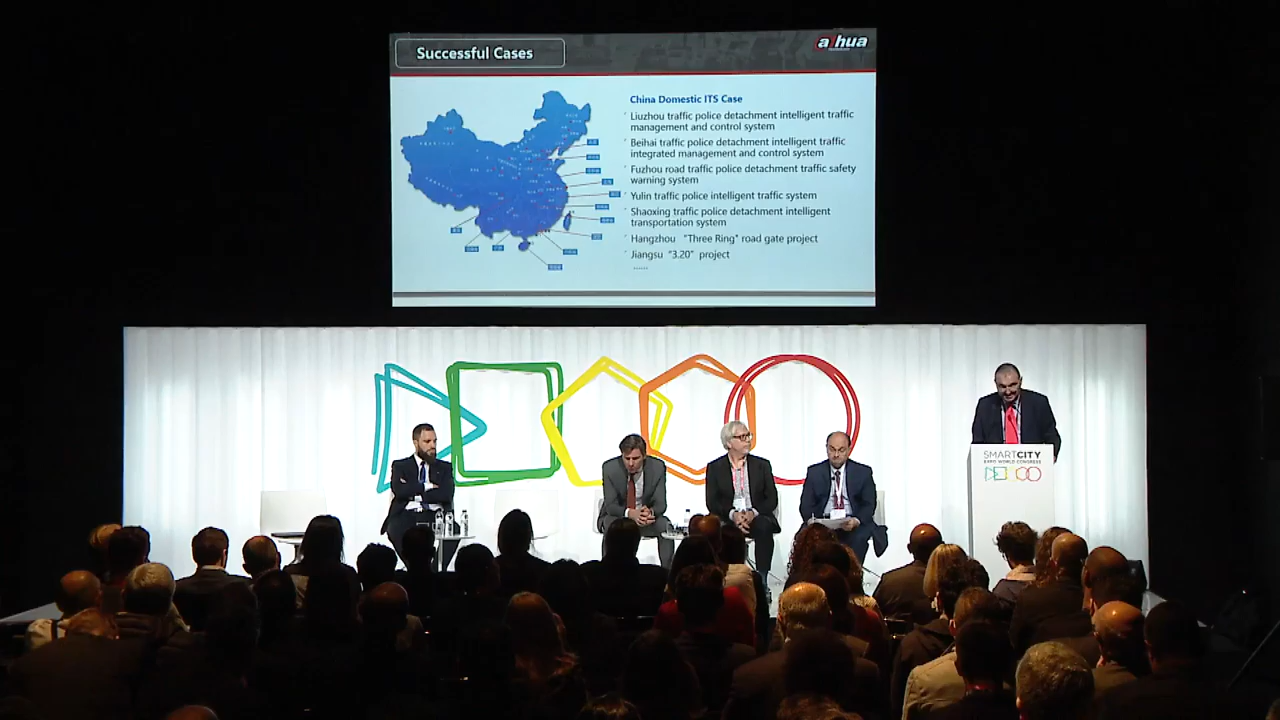 Successful Cases
alhua
TECHNOLOGY
China Domestic ITS Case
Liuzhou traffic police detachment intelligent traffic
management and control system
Beihai traffic police detachment intelligent traffic
integrated management and control system
Fuzhou road traffic police detachment traffic safety
warning system
Yulin traffic police intelligent traffic system
Shaoxing traffic police detachment intelligent
transportation system
Hangzhou “Three Ring" road gate project
Jiangsu “3.20” project
......
SMARTCITY
EXPO WORLD CONGRESS